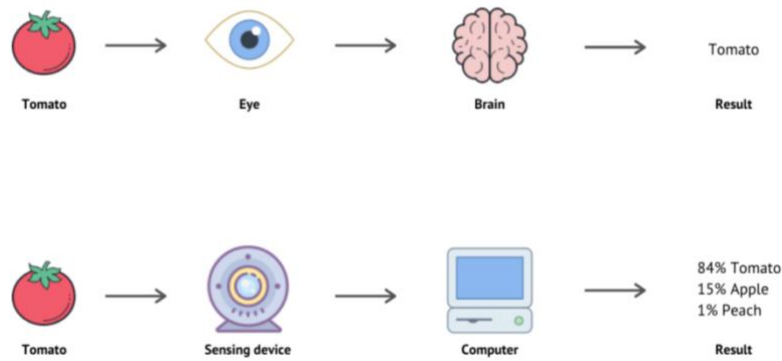 Tomato
Tomato Eye Brain Result
84% Tomato
15% Apple
1% Peach
Tomato Sensing device Computer Result